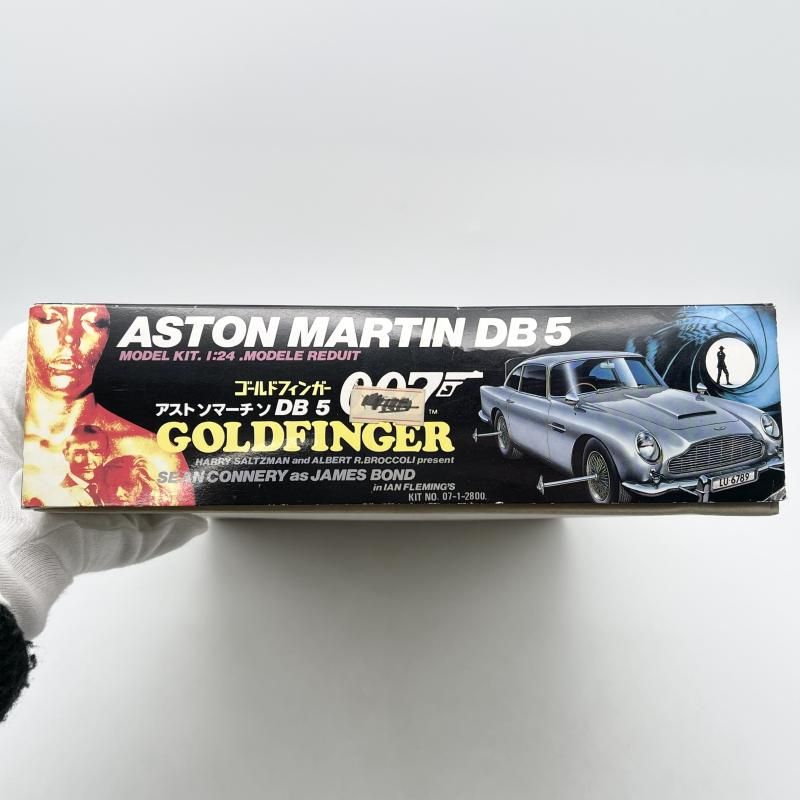 ASTON MARTIN DB 5
MODEL KIT. 1:24 .MODELE REDUIT
ゴールドフィンガー 007
アストンマーチン DB 5 TM
GOLDFINGER
HARRY SALTZMAN and ALBERT R.BROCCOLI present
SEAN CONNERY as JAMES BOND
in IAN FLEMING'S
KIT NO. 07-1-2800.
LU·6789